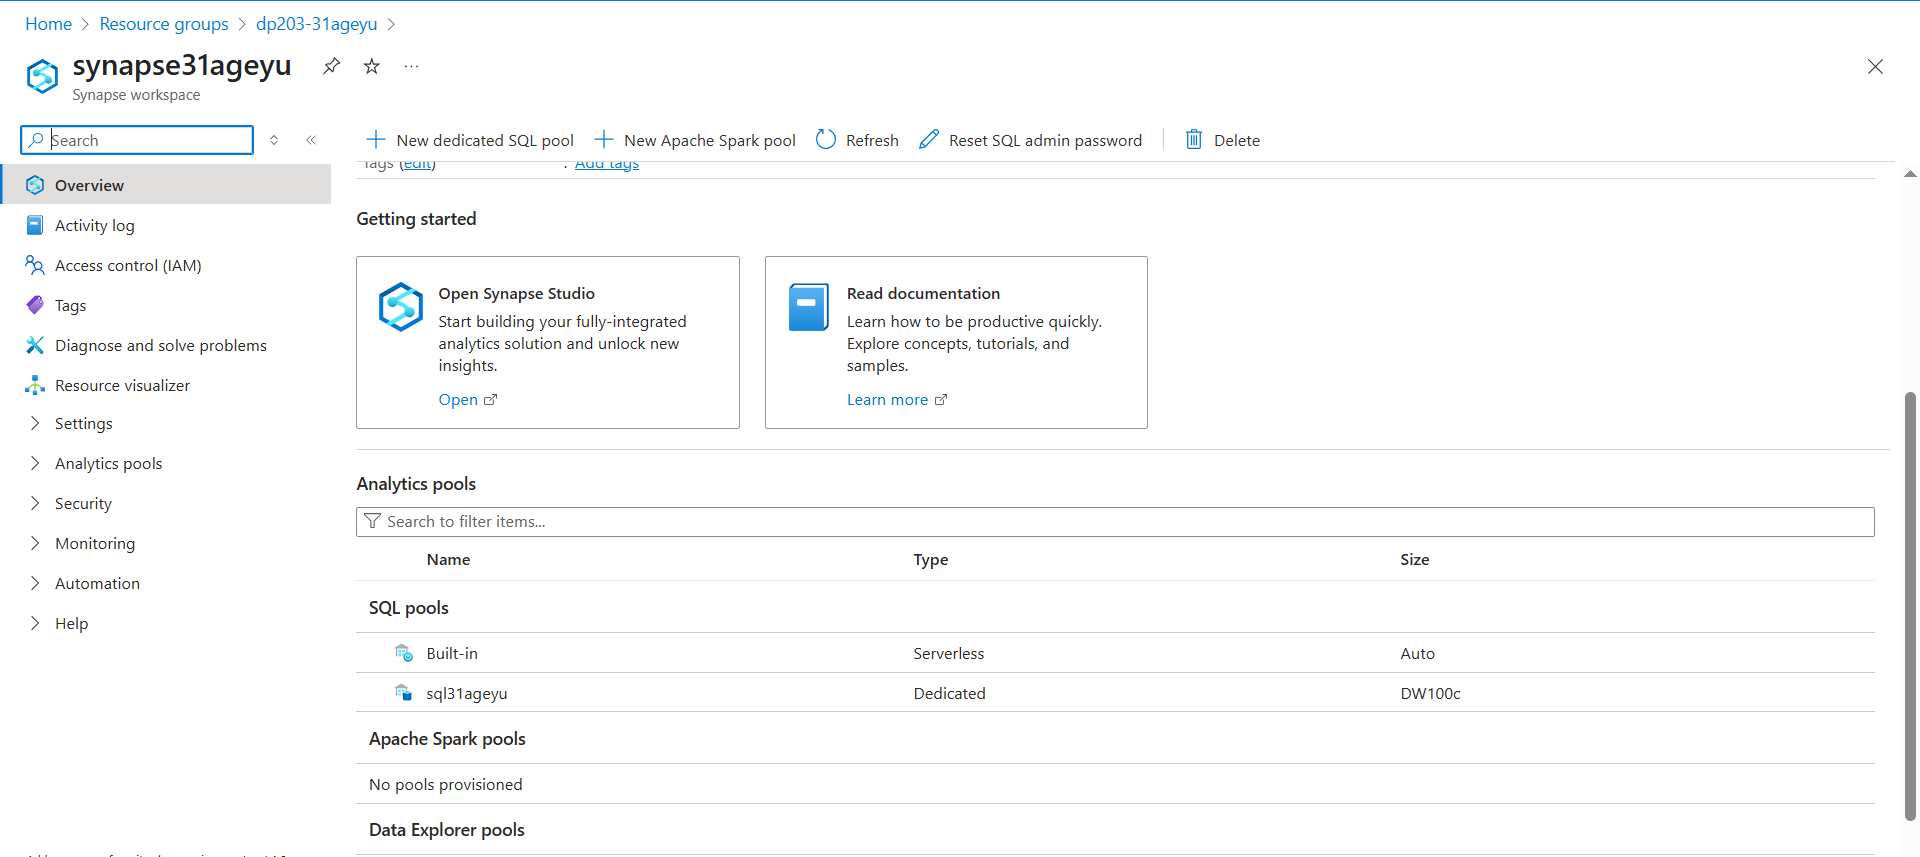 Home > Resource groups > dp203-31ageyu >
synapse31ageyu
Synapse workspace
Search
New dedicated SQL pool
New Apache Spark pool
Refresh
Reset SQL admin password
Delete
Overview
Activity log
Access control (IAM)
Tags
Diagnose and solve problems
Resource visualizer
Settings
Analytics pools
Security
Monitoring
Automation
Help
Tags (edit) : Add tags
Getting started
Open Synapse Studio
Start building your fully-integrated
analytics solution and unlock new
insights.
Open
Read documentation
Learn how to be productive quickly.
Explore concepts, tutorials, and
samples.
Learn more
Analytics pools
Search to filter items...
Name Type Size
SQL pools
Built-in Serverless Auto
sql31ageyu Dedicated DW100c
Apache Spark pools
No pools provisioned
Data Explorer pools